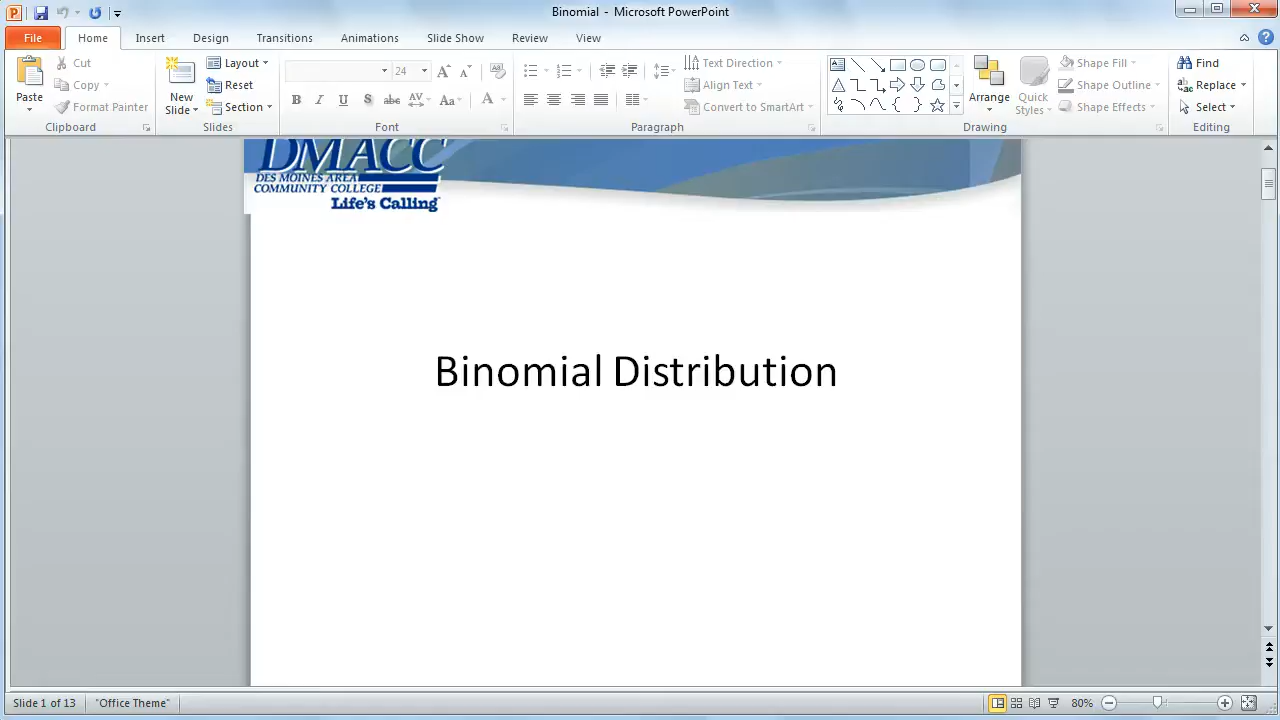 Binomial - Microsoft PowerPoint
File Home Insert Design Transitions Animations Slide Show Review View
Paste
Cut
Copy
Format Painter
Clipboard
New
Slide
Layout
Reset
Section
Slides
24
Font
Text Direction
Align Text
Convert to SmartArt
Paragraph
Arrange
Quick
Styles
Shape Fill
Shape Outline
Shape Effects
Drawing
Find
Replace
Select
Editing
DMACC
DES MOINES AREA
COMMUNITY COLLEGE
Life's Calling
Binomial Distribution
Slide 1 of 13 "Office Theme" 80%